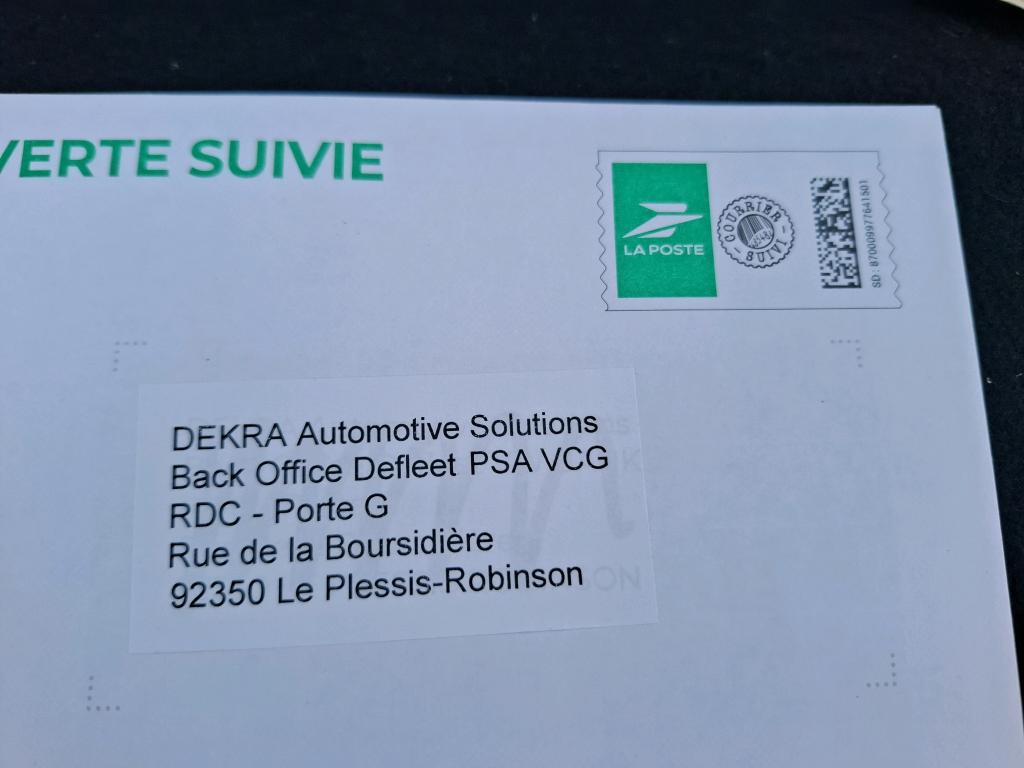 VERTE SUIVIE
LA POSTE
COURRIER
SUIVI
SD : 870009977641501
DEKRA Automotive Solutions
Back Office Defleet PSA VCG
RDC - Porte G
Rue de la Boursidière
92350 Le Plessis-Robinson